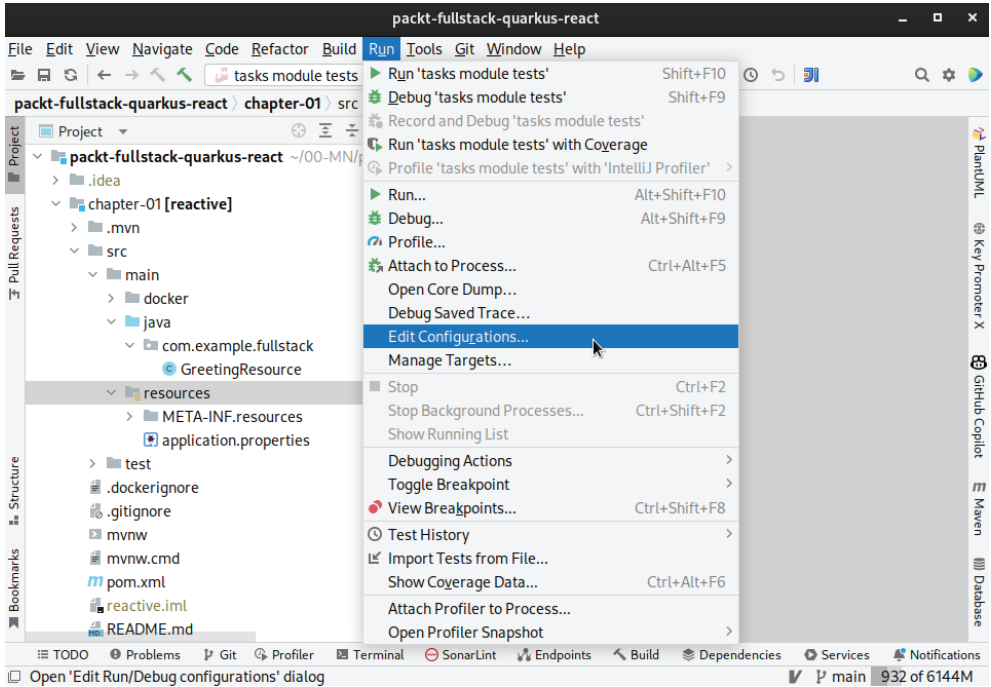 packt-fullstack-quarkus-react
File Edit View Navigate Code Refactor Build Run Tools Git Window Help
tasks module tests
packt-fullstack-quarkus-react chapter-01 src
Project
packt-fullstack-quarkus-react ~/00-MN/
.idea
chapter-01 [reactive]
.mvn
src
main
docker
java
com.example.fullstack
GreetingResource
resources
META-INF.resources
application.properties
test
.dockerignore
.gitignore
mvnw
mvnw.cmd
pom.xml
reactive.iml
README.md
Run 'tasks module tests' Shift+F10
Debug 'tasks module tests' Shift+F9
Record and Debug 'tasks module tests'
Run 'tasks module tests' with Coverage
Profile 'tasks module tests' with 'IntelliJ Profiler'
Run... Alt+Shift+F10
Debug... Alt+Shift+F9
Profile...
Attach to Process... Ctrl+Alt+F5
Open Core Dump...
Debug Saved Trace...
Edit Configurations...
Manage Targets...
Stop Ctrl+F2
Stop Background Processes... Ctrl+Shift+F2
Show Running List
Debugging Actions
Toggle Breakpoint
View Breakpoints... Ctrl+Shift+F8
Test History
Import Tests from File...
Show Coverage Data... Ctrl+Alt+F6
Attach Profiler to Process...
Open Profiler Snapshot
Project
Pull Requests
Structure
Bookmarks
PlantUML
Key Promoter X
GitHub Copilot
m Maven
Database
TODO Problems Git Profiler Terminal SonarLint Endpoints Build Dependencies Services Notifications
Open 'Edit Run/Debug configurations' dialog main 932 of 6144M